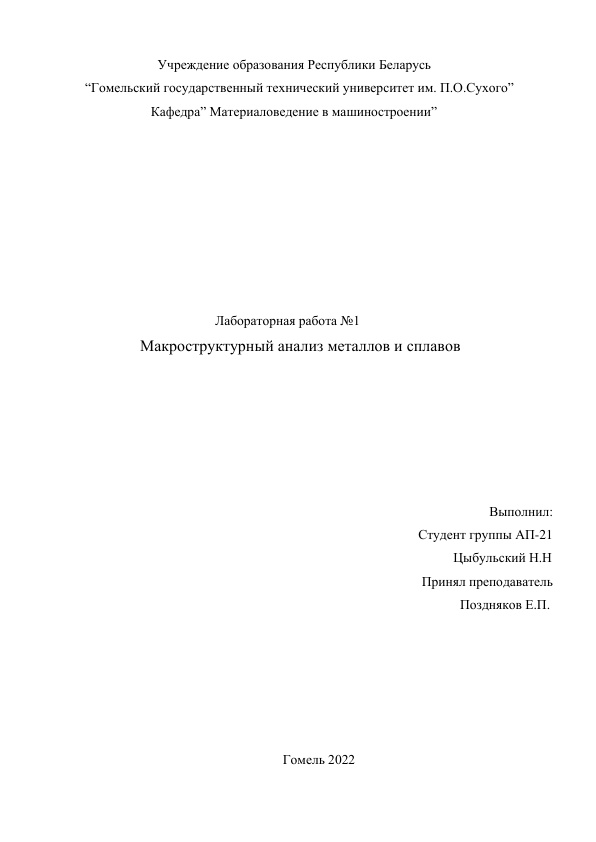 Учреждение образования Республики Беларусь
“Гомельский государственный технический университет им. П.О.Сухого”
Кафедра” Материаловедение в машиностроении”
Лабораторная работа №1
Макроструктурный анализ металлов и сплавов
Выполнил:
Студент группы АП-21
Цыбульский Н.Н
Принял преподаватель
Поздняков Е.П.
Гомель 2022